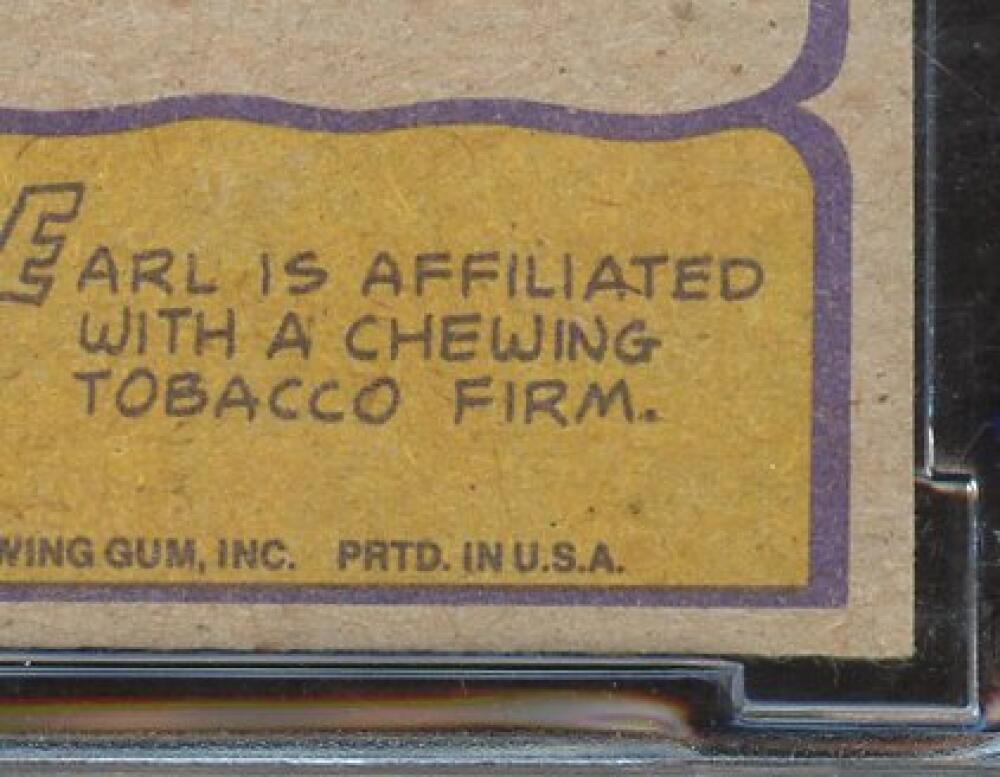 EARL IS AFFILIATED
WITH A CHEWING
TOBACCO FIRM.
WING GUM, INC. PRTD. IN U.S.A.